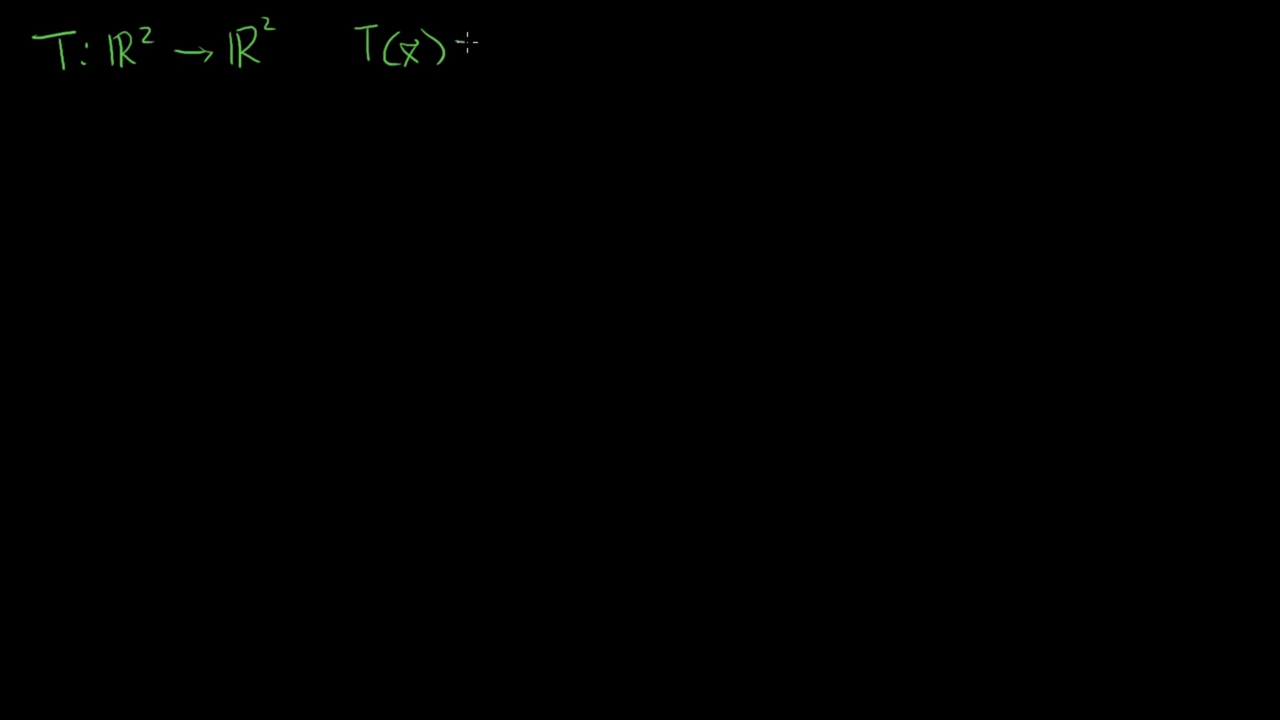 T: ℝ² → ℝ² T(x⃗) -